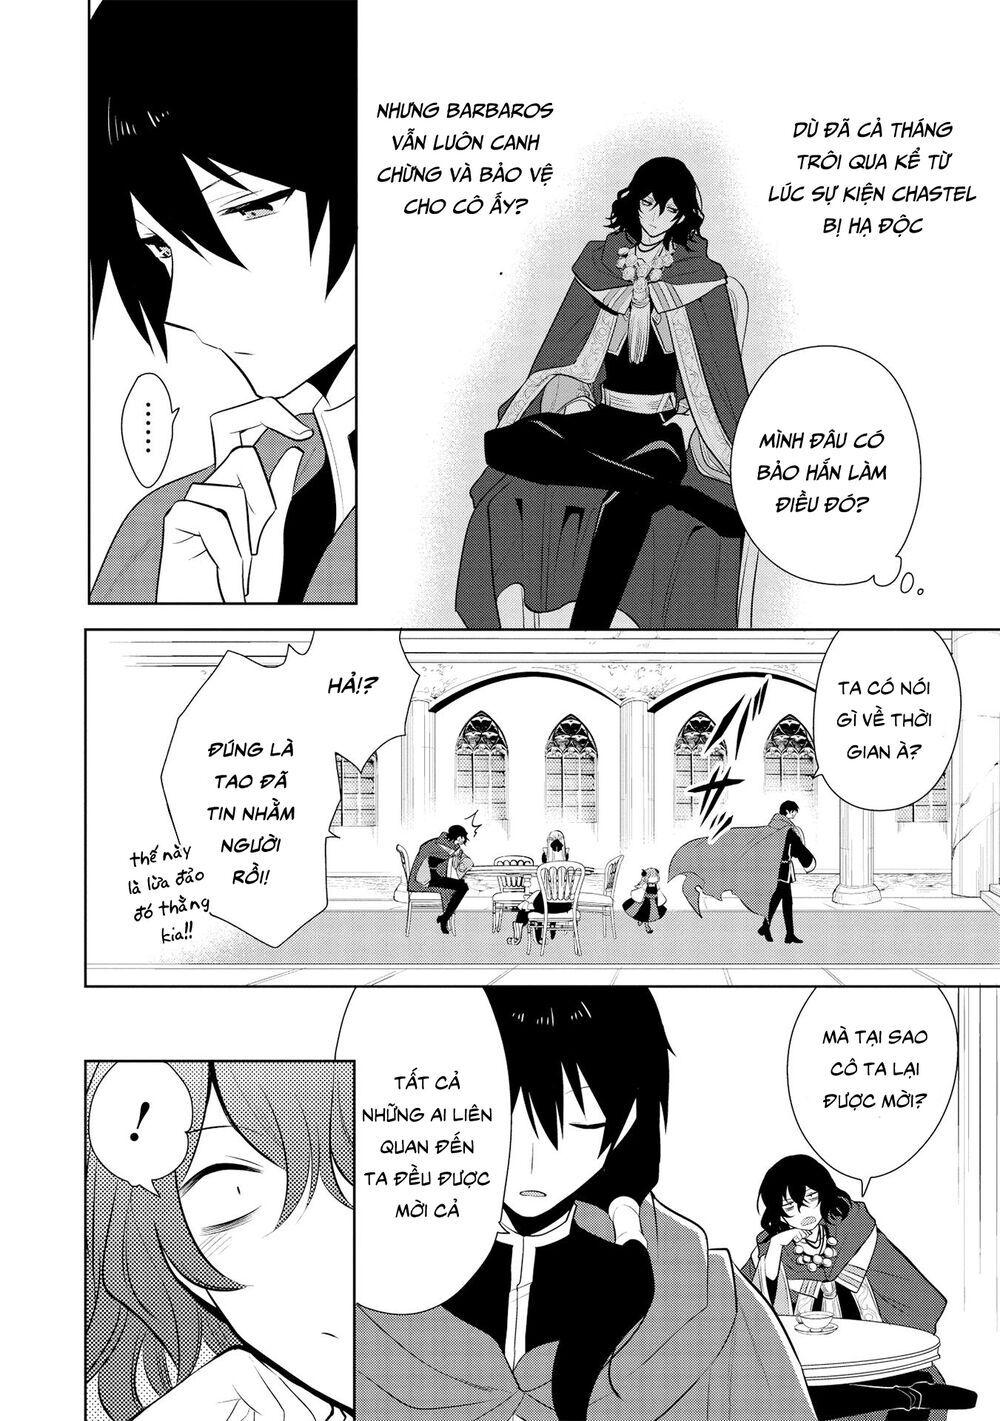 DÙ ĐÃ CẢ THÁNG
TRÔI QUA KỂ TỪ
LÚC SỰ KIỆN CHASTEL
BỊ HẠ ĐỘC
NHƯNG BARBAROS
VẪN LUÔN CANH
CHỪNG VÀ BẢO VỆ
CHO CÔ ẤY?
MÌNH ĐÂU CÓ
BẢO HẮN LÀM
ĐIỀU ĐÓ?
......
TA CÓ NÓI
GÌ VỀ THỜI
GIAN À?
HẢ!?
ĐÚNG LÀ
TAO ĐÃ
TIN NHẦM
NGƯỜI
RỒI!
thế này
là lừa đảo
đó thằng
kia!!
MÀ TẠI SAO
CÔ TA LẠI
ĐƯỢC MỜI?
TẤT CẢ
NHỮNG AI LIÊN
QUAN ĐẾN
TA ĐỀU ĐƯỢC
MỜI CẢ
!